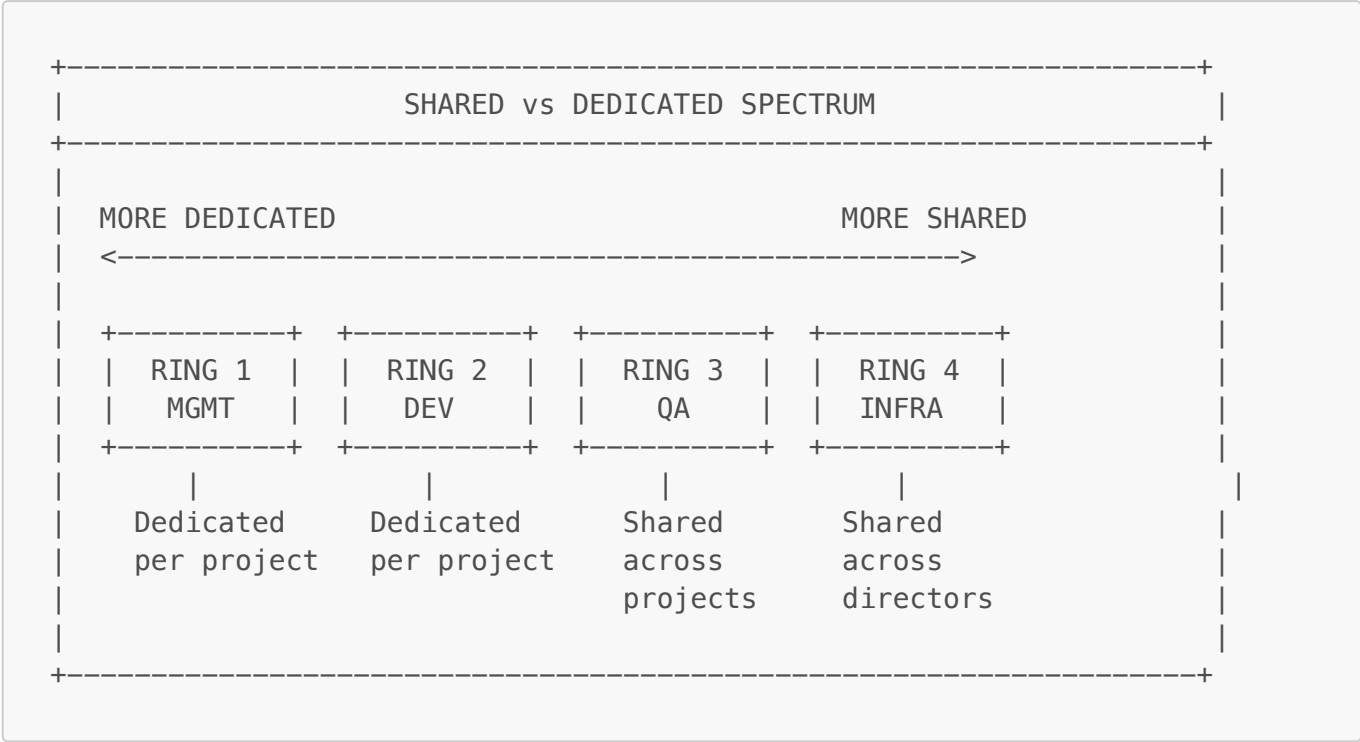 SHARED vs DEDICATED SPECTRUM
MORE DEDICATED MORE SHARED
RING 1 RING 2 RING 3 RING 4
MGMT DEV QA INFRA
Dedicated Dedicated Shared Shared
per project per project across across
projects directors